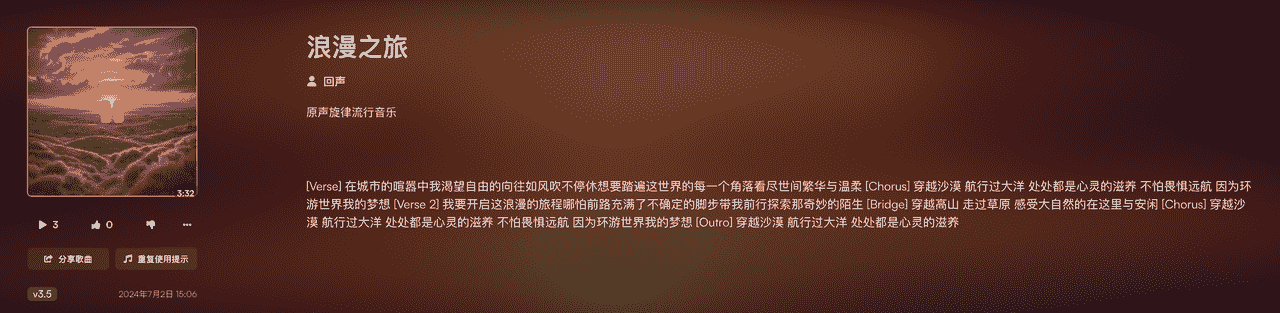 浪漫之旅
回声
原声旋律流行音乐
3:32
[Verse] 在城市的喧嚣中我渴望自由的向往如风吹不停休想要踏遍这世界的每一个角落看尽世间繁华与温柔 [Chorus] 穿越沙漠 航行过大洋 处处都是心灵的滋养 不怕畏惧远航 因为环
游世界我的梦想 [Verse 2] 我要开启这浪漫的旅程哪怕前路充满了不确定的脚步带我前行探索那奇妙的陌生 [Bridge] 穿越高山 走过草原 感受大自然的在这里与安闲 [Chorus] 穿越沙
漠 航行过大洋 处处都是心灵的滋养 不怕畏惧远航 因为环游世界我的梦想 [Outro] 穿越沙漠 航行过大洋 处处都是心灵的滋养
3
0
分享歌曲
重复使用提示
v3.5
2024年7月2日 15:06